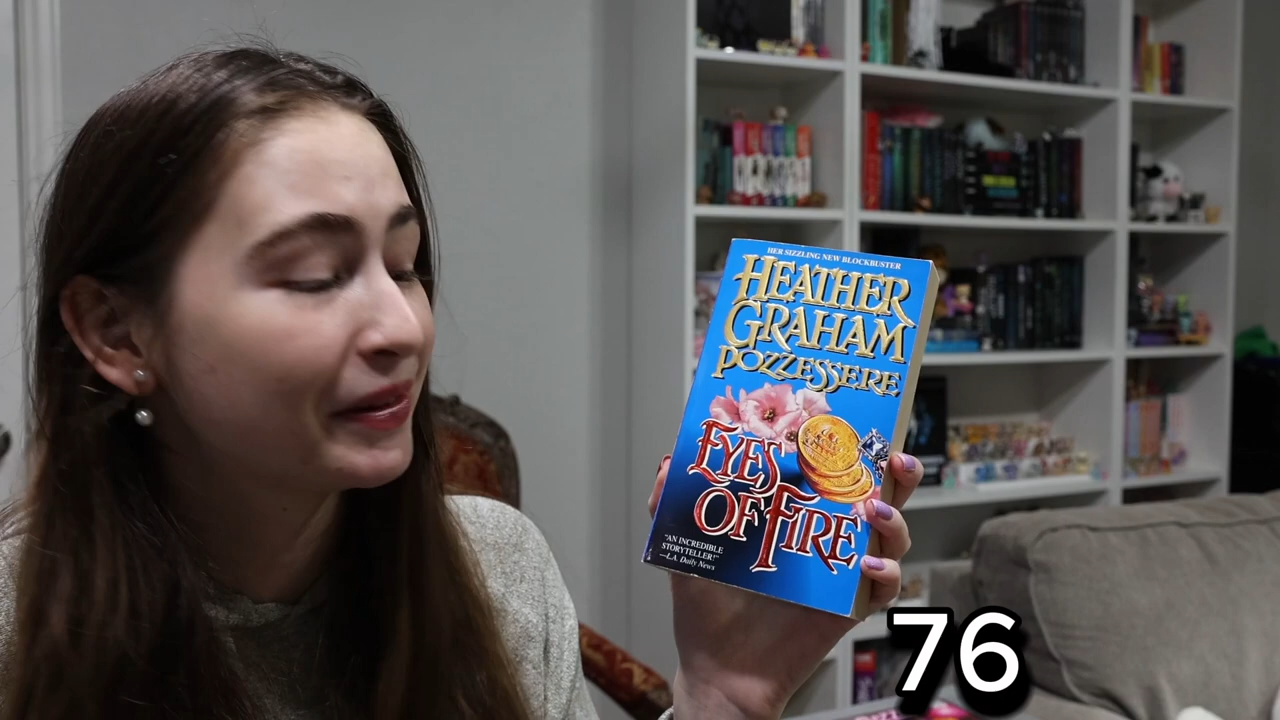 HER SIZZLING NEW BLOCKBUSTER
HEATHER
GRAHAM
POZZESSERE
EYES
OF FIRE
"AN INCREDIBLE
STORYTELLER!"
—L.A. Daily News
76